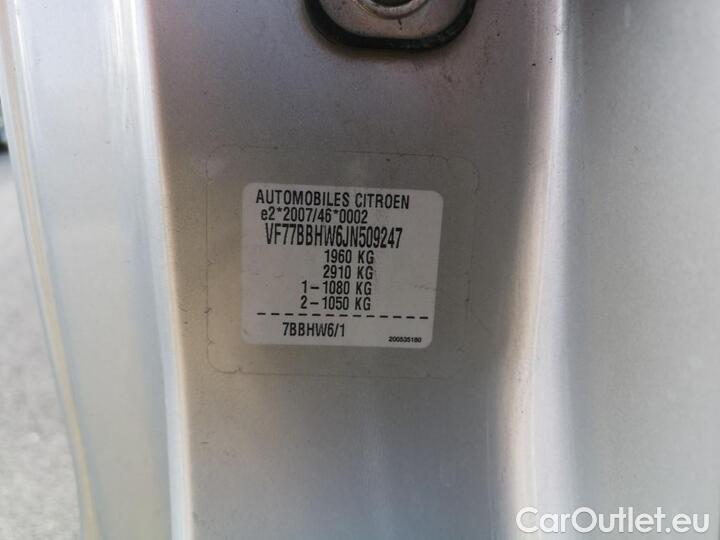 AUTOMOBILES CITROEN
e2*2007/46*0002
VF77BBHW6JN509247
1960 KG
2910 KG
1-1080 KG
2-1050 KG
7BBHW6/1
200535180
CarOutlet.eu